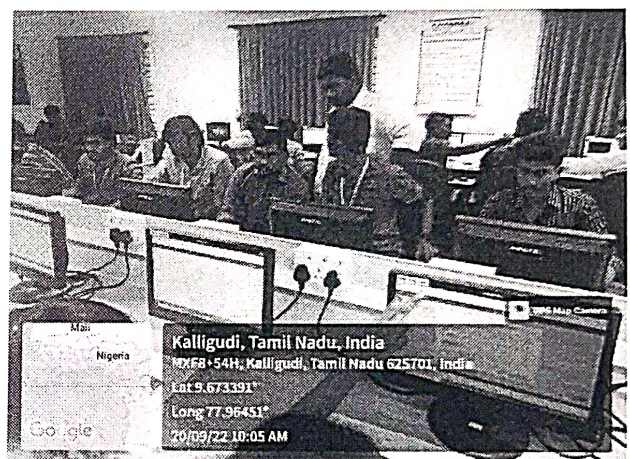 GPS Map Camera
Mali
Nigeria
Google
Kalligudi, Tamil Nadu, India
MXF8+54H, Kalligudi, Tamil Nadu 625701, India
Lat 9.673391°
Long 77.96451°
20/09/22 10:05 AM